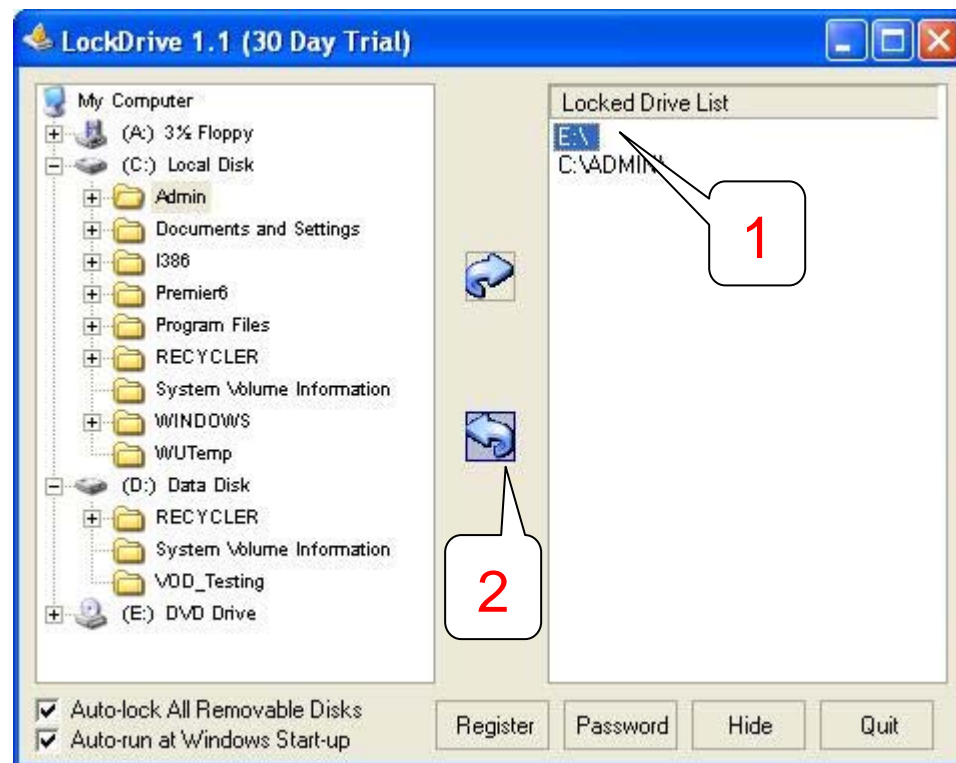 LockDrive 1.1 (30 Day Trial)
My Computer
(A:) 3½ Floppy
(C:) Local Disk
Admin
Documents and Settings
I386
Premier6
Program Files
RECYCLER
System Volume Information
WINDOWS
WUTemp
(D:) Data Disk
RECYCLER
System Volume Information
VOD_Testing
(E:) DVD Drive
Locked Drive List
E:\
C:\ADMIN\
1
2
Auto-lock All Removable Disks
Auto-run at Windows Start-up
Register
Password
Hide
Quit